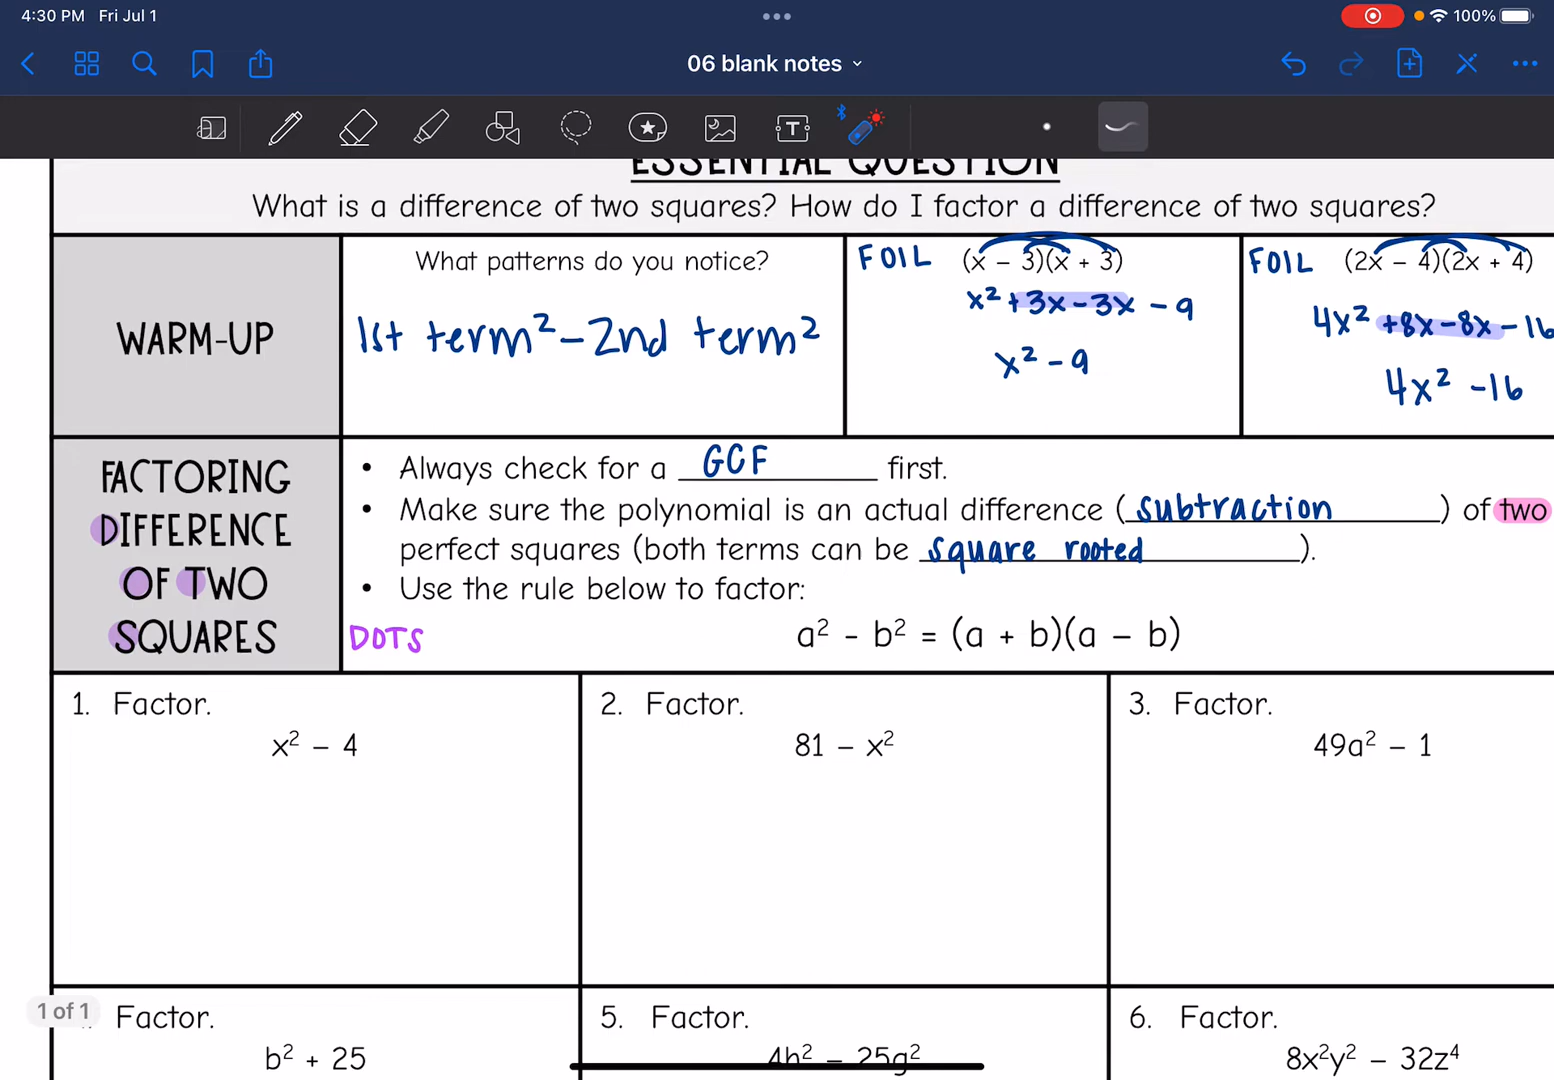 4:30 PM Fri Jul 1
100%
06 blank notes
ESSENTIAL QUESTION
What is a difference of two squares? How do I factor a difference of two squares?
WARM-UP
What patterns do you notice?
1st term² – 2nd term²
FOIL (x – 3)(x + 3)
x² + 3x – 3x – 9
x² – 9
FOIL (2x – 4)(2x + 4)
4x² +8x – 8x – 16
4x² – 16
FACTORING
DIFFERENCE
OF TWO
SQUARES
• Always check for a GCF first.
• Make sure the polynomial is an actual difference (subtraction) of two
perfect squares (both terms can be square rooted).
• Use the rule below to factor:
DOTS
a² - b² = (a + b)(a – b)
1. Factor.
x² – 4
2. Factor.
81 – x²
3. Factor.
49a² – 1
1 of 1
Factor.
b² + 25
5. Factor.
4h² – 25g²
6. Factor.
8x²y² – 32z⁴